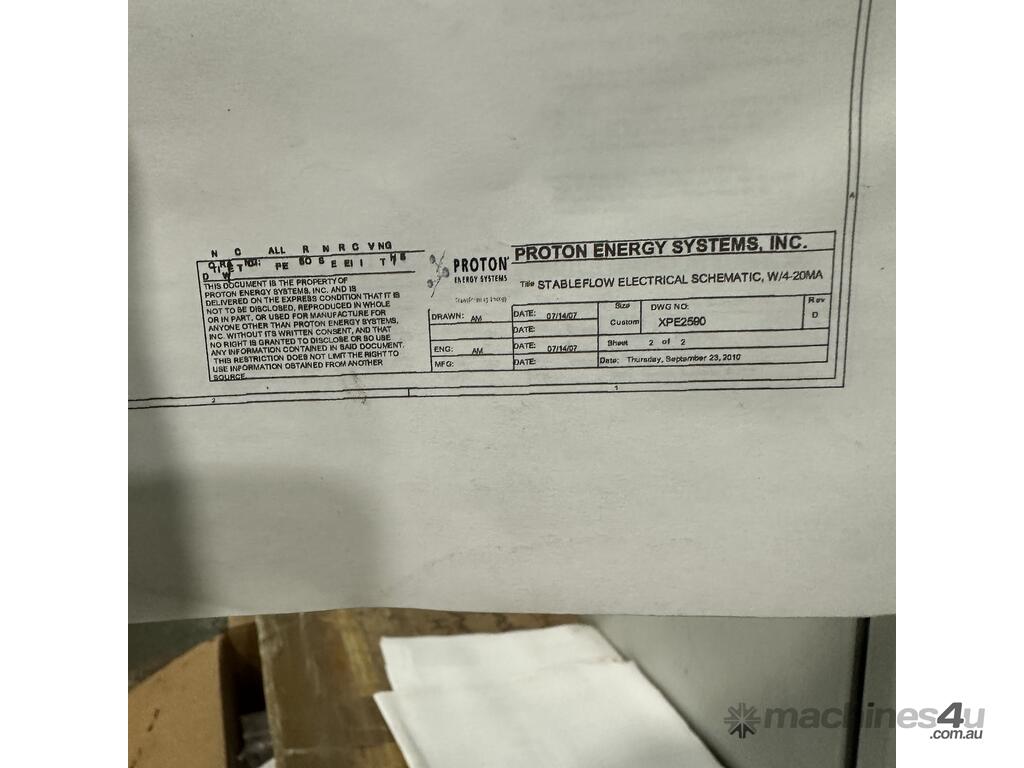 THIS DOCUMENT IS THE PROPERTY OF
PROTON ENERGY SYSTEMS, INC. AND IS
DELIVERED ON THE EXPRESS CONDITION THAT IT IS
NOT TO BE DISCLOSED, REPRODUCED IN WHOLE
OR IN PART, OR USED FOR MANUFACTURE FOR
ANYONE OTHER THAN PROTON ENERGY SYSTEMS,
INC. WITHOUT ITS WRITTEN CONSENT, AND THAT
NO RIGHT IS GRANTED TO DISCLOSE OR SO USE
ANY INFORMATION CONTAINED IN SAID DOCUMENT.
THIS RESTRICTION DOES NOT LIMIT THE RIGHT TO
USE INFORMATION OBTAINED FROM ANOTHER
SOURCE.
PROTON
ENERGY SYSTEMS
PROTON ENERGY SYSTEMS, INC.
Title STABLEFLOW ELECTRICAL SCHEMATIC, W/4-20MA
DRAWN: AM DATE: 07/14/07
DATE:
ENG: AM DATE: 07/14/07
MFG: DATE:
Size
Custom
DWG NO:
XPE2590
Rev
D
Sheet 2 of 2
Date: Thursday, September 23, 2010
A
2
1
machines4u
.com.au